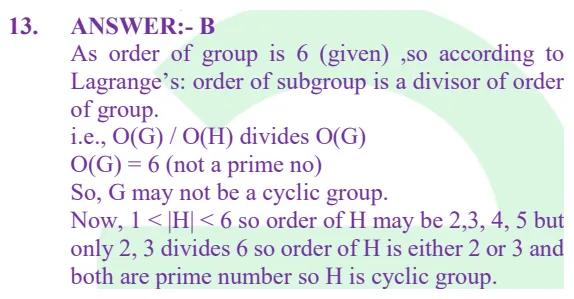 13. ANSWER:- B
As order of group is 6 (given) ,so according to
Lagrange’s: order of subgroup is a divisor of order
of group.
i.e., O(G) / O(H) divides O(G)
O(G) = 6 (not a prime no)
So, G may not be a cyclic group.
Now, 1 < |H| < 6 so order of H may be 2,3, 4, 5 but
only 2, 3 divides 6 so order of H is either 2 or 3 and
both are prime number so H is cyclic group.